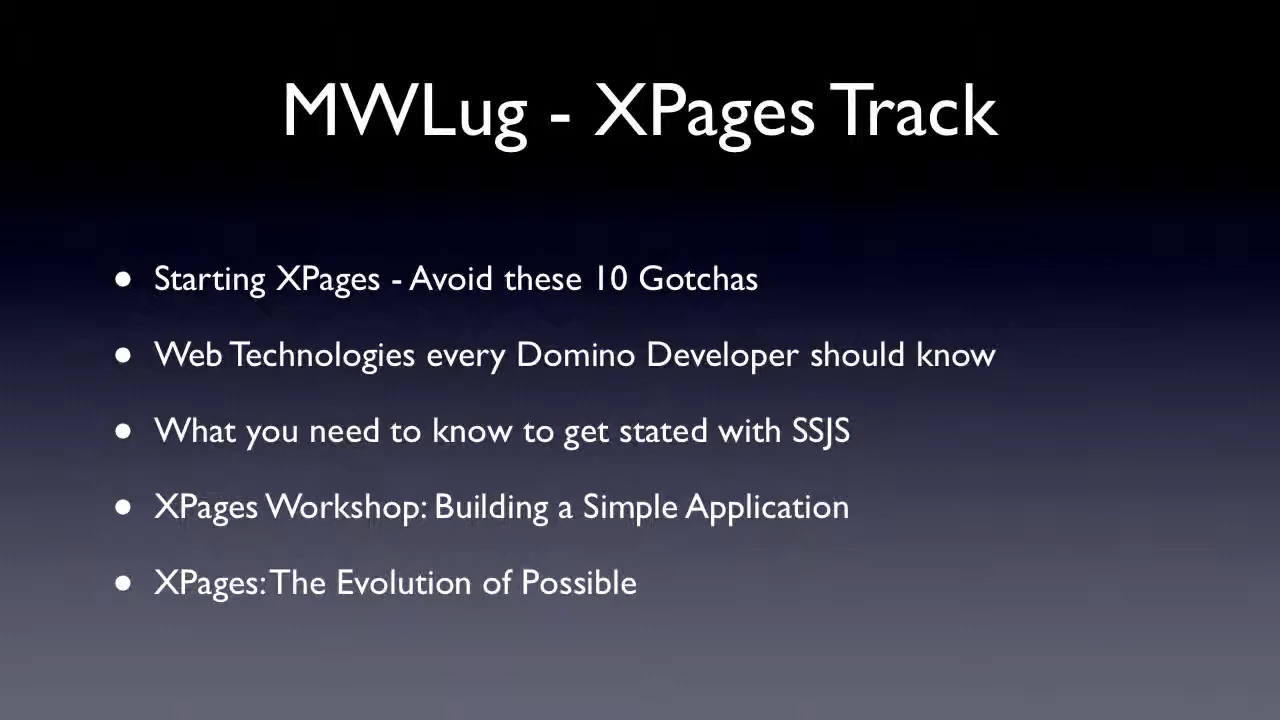 MWLug - XPages Track
• Starting XPages - Avoid these 10 Gotchas
• Web Technologies every Domino Developer should know
• What you need to know to get stated with SSJS
• XPages Workshop: Building a Simple Application
• XPages: The Evolution of Possible